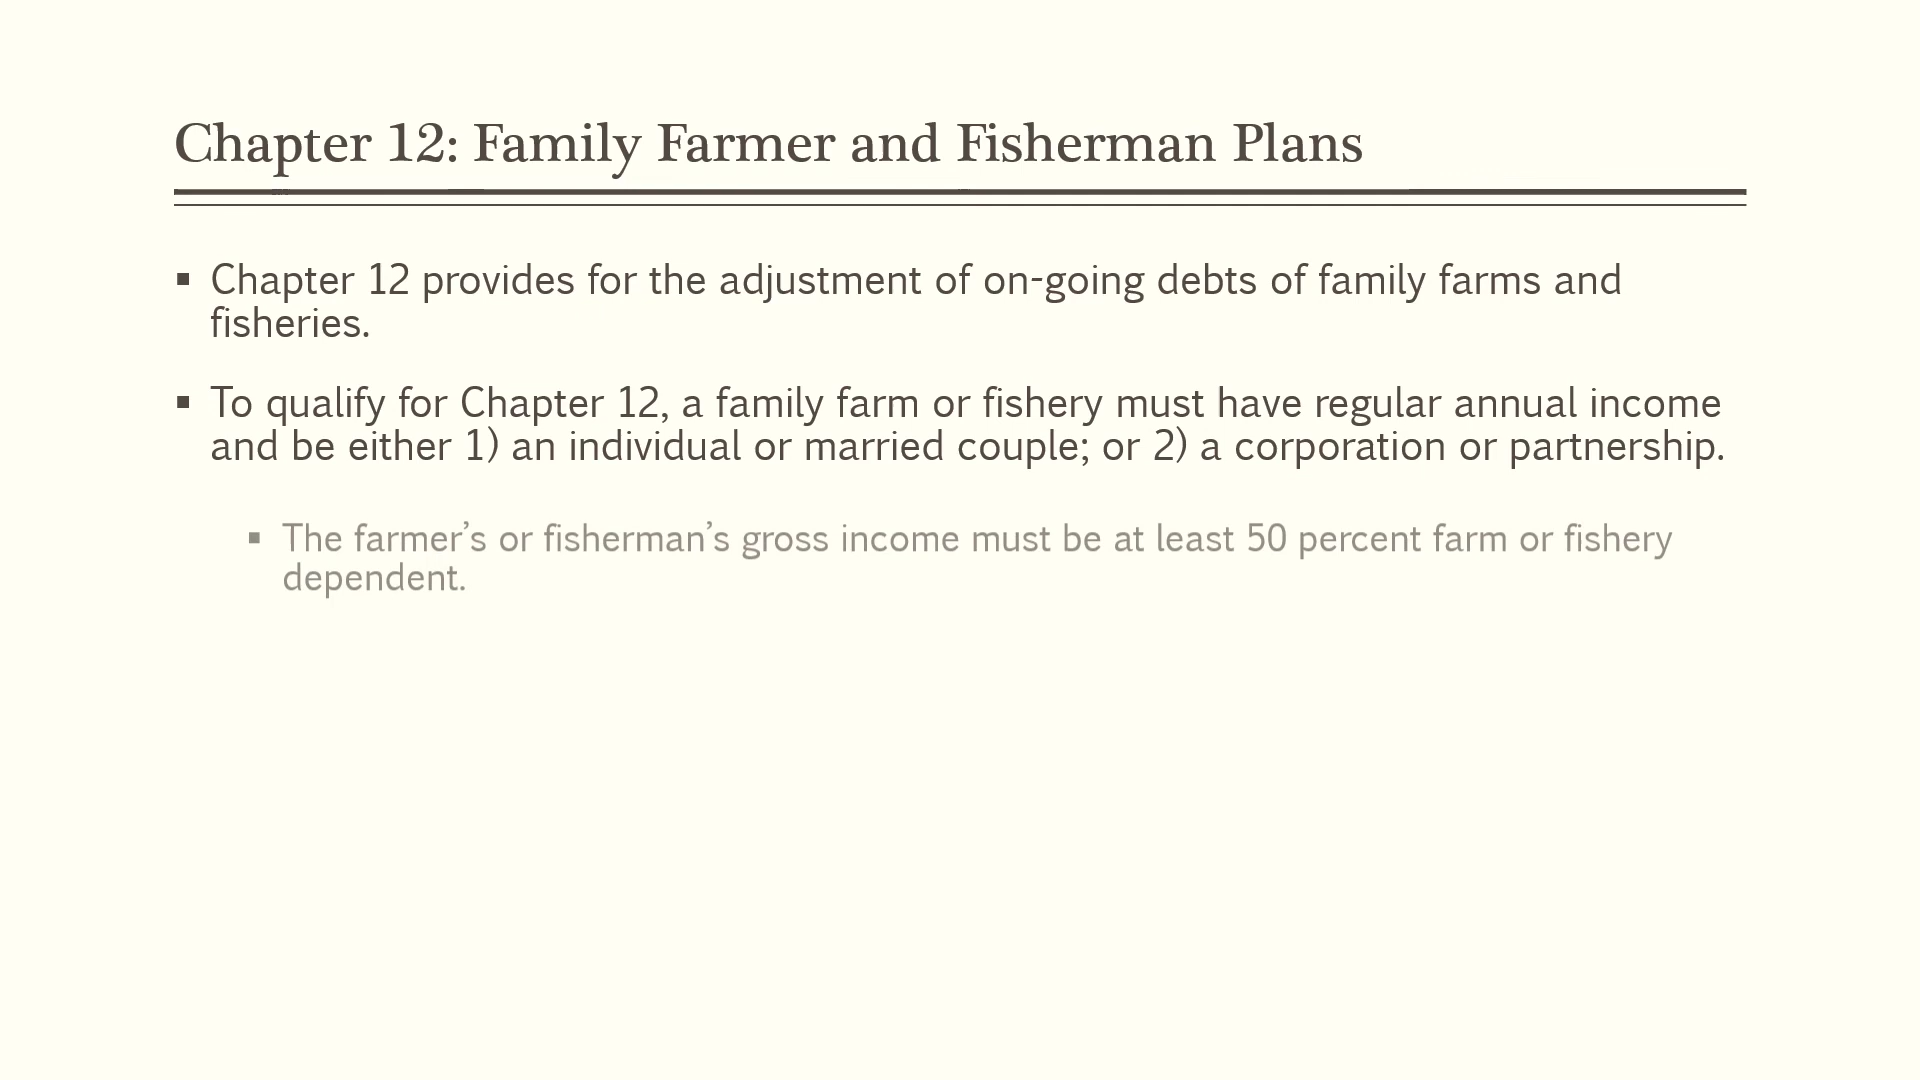 Chapter 12: Family Farmer and Fisherman Plans
▪ Chapter 12 provides for the adjustment of on-going debts of family farms and
fisheries.
▪ To qualify for Chapter 12, a family farm or fishery must have regular annual income
and be either 1) an individual or married couple; or 2) a corporation or partnership.
▪ The farmer’s or fisherman’s gross income must be at least 50 percent farm or fishery
dependent.